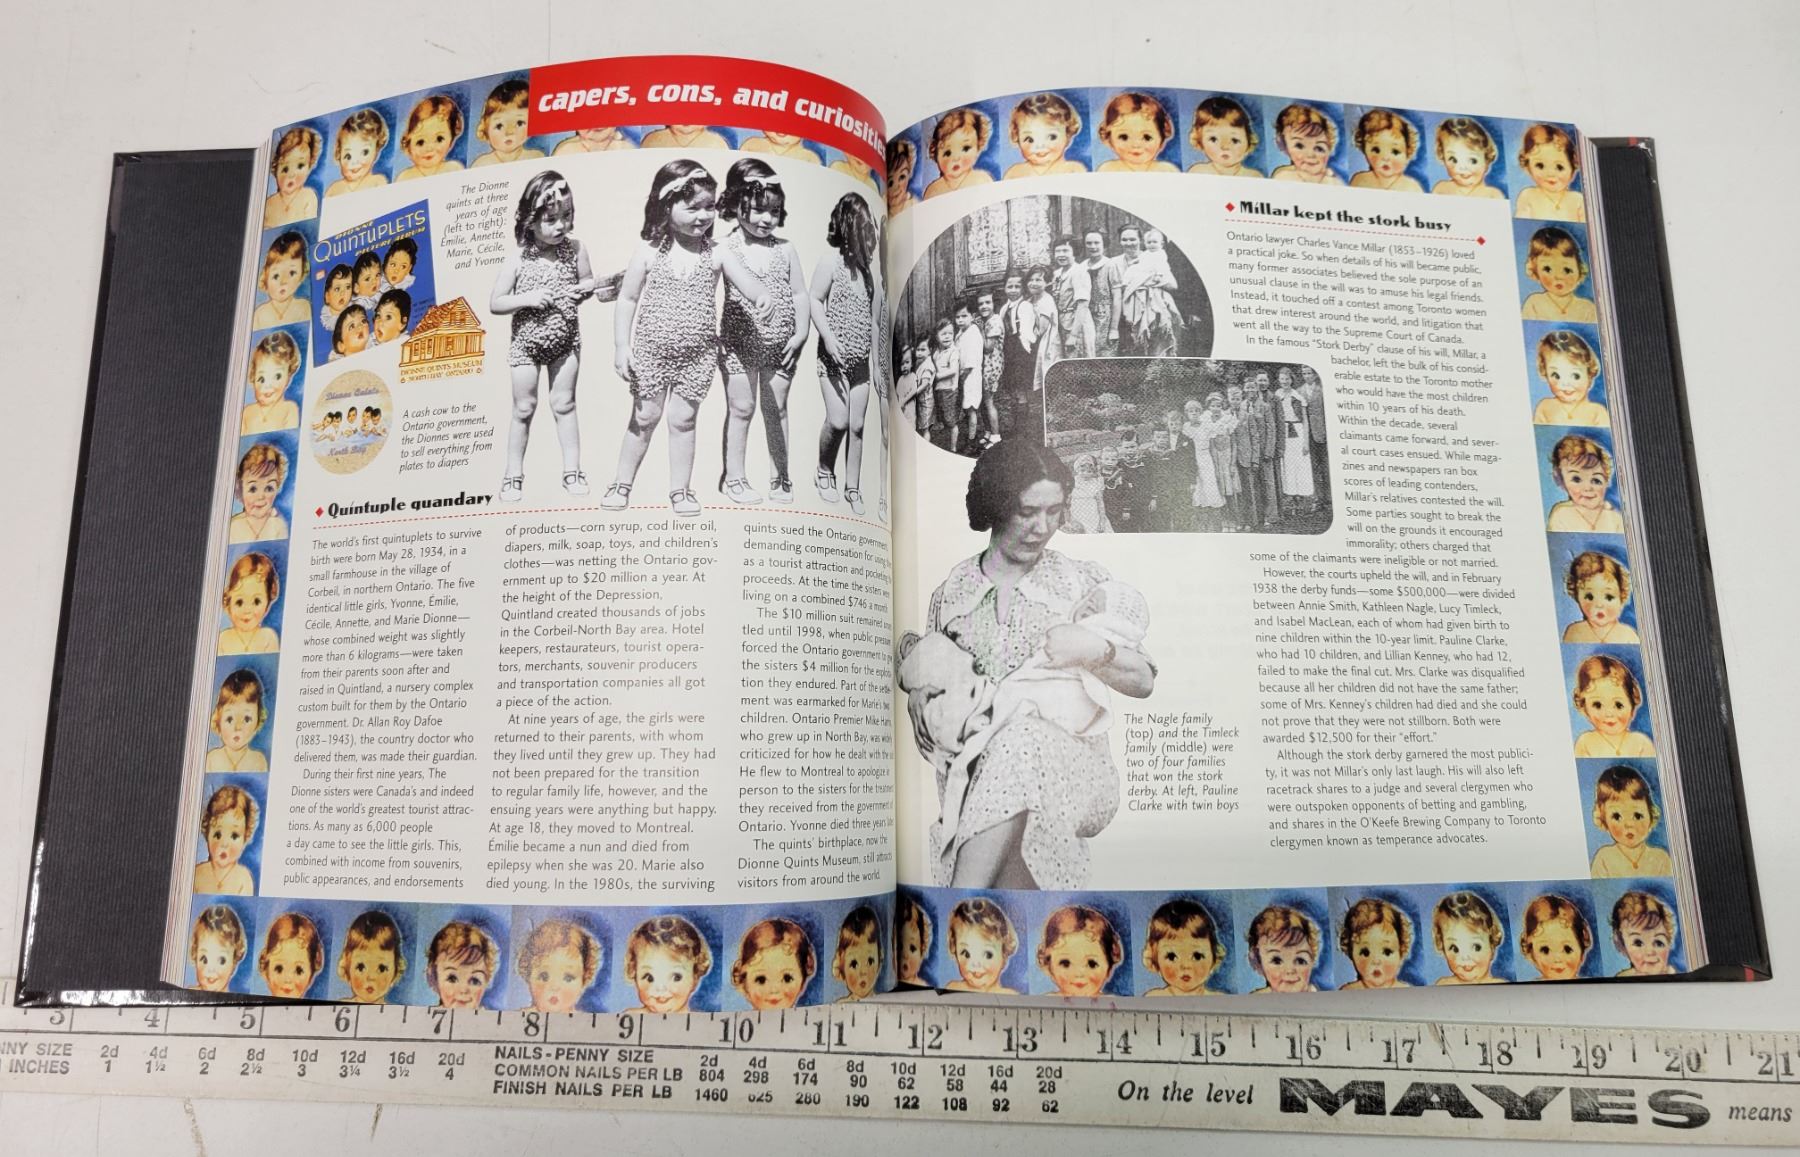 capers, cons, and curiosities
The Dionne
quints at three
years of age
(left to right):
Émilie, Annette,
Marie, Cécile,
and Yvonne
DIONNE
QUINTUPLETS
PICTURE ALBUM
DIONNE QUINTS MUSEUM
NORTH BAY ONTARIO
Dionne Quints
North Bay
A cash cow to the
Ontario government,
the Dionnes were used
to sell everything from
plates to diapers
Quintuple quandary
The world's first quintuplets to survive
birth were born May 28, 1934, in a
small farmhouse in the village of
Corbeil, in northern Ontario. The five
identical little girls, Yvonne, Émilie,
Cécile, Annette, and Marie Dionne—
whose combined weight was slightly
more than 6 kilograms—were taken
from their parents soon after and
raised in Quintland, a nursery complex
custom built for them by the Ontario
government. Dr. Allan Roy Dafoe
(1883–1943), the country doctor who
delivered them, was made their guardian.
During their first nine years, The
Dionne sisters were Canada's and indeed
one of the world's greatest tourist attrac-
tions. As many as 6,000 people
a day came to see the little girls. This,
combined with income from souvenirs,
public appearances, and endorsements
of products—corn syrup, cod liver oil,
diapers, milk, soap, toys, and children's
clothes—was netting the Ontario gov-
ernment up to $20 million a year. At
the height of the Depression,
Quintland created thousands of jobs
in the Corbeil-North Bay area. Hotel
keepers, restaurateurs, tourist opera-
tors, merchants, souvenir producers
and transportation companies all got
a piece of the action.
At nine years of age, the girls were
returned to their parents, with whom
they lived until they grew up. They had
not been prepared for the transition
to regular family life, however, and the
ensuing years were anything but happy.
At age 18, they moved to Montreal.
Émilie became a nun and died from
epilepsy when she was 20. Marie also
died young. In the 1980s, the surviving
quints sued the Ontario government,
demanding compensation for using them
as a tourist attraction and pocketing
proceeds. At the time the sisters were
living on a combined $746 a month
The $10 million suit remained unset-
tled until 1998, when public pressure
forced the Ontario government to give
the sisters $4 million for the exploita-
tion they endured. Part of the settle-
ment was earmarked for Marie's two
children. Ontario Premier Mike Harris,
who grew up in North Bay, was widely
criticized for how he dealt with the
He flew to Montreal to apologize in
person to the sisters for the treatment
they received from the government of
Ontario. Yvonne died three years later.
The quints' birthplace, now the
Dionne Quints Museum, still attracts
visitors from around the world.
Millar kept the stork busy
Ontario lawyer Charles Vance Millar (1853–1926) loved
a practical joke. So when details of his will became public,
many former associates believed the sole purpose of an
unusual clause in the will was to amuse his legal friends.
Instead, it touched off a contest among Toronto women
that drew interest around the world, and litigation that
went all the way to the Supreme Court of Canada.
In the famous "Stork Derby" clause of his will, Millar, a
bachelor, left the bulk of his consid-
erable estate to the Toronto mother
who would have the most children
within 10 years of his death.
Within the decade, several
claimants came forward, and sever-
al court cases ensued. While maga-
zines and newspapers ran box
scores of leading contenders,
Millar's relatives contested the will.
Some parties sought to break the
will on the grounds it encouraged
immorality; others charged that
some of the claimants were ineligible or not married.
However, the courts upheld the will, and in February
1938 the derby funds—some $500,000—were divided
between Annie Smith, Kathleen Nagle, Lucy Timleck,
and Isabel MacLean, each of whom had given birth to
nine children within the 10-year limit. Pauline Clarke,
who had 10 children, and Lillian Kenney, who had 12,
failed to make the final cut. Mrs. Clarke was disqualified
because all her children did not have the same father;
some of Mrs. Kenney's children had died and she could
not prove that they were not stillborn. Both were
awarded $12,500 for their "effort."
Although the stork derby garnered the most publici-
ty, it was not Millar's only last laugh. His will also left
racetrack shares to a judge and several clergymen who
were outspoken opponents of betting and gambling,
and shares in the O'Keefe Brewing Company to Toronto
clergymen known as temperance advocates.
The Nagle family
(top) and the Timleck
family (middle) were
two of four families
that won the stork
derby. At left, Pauline
Clarke with twin boys
3 4 5 6 7 8 9 10 11 12 13 14 15 16 17 18 19 20 21
NNY SIZE 2d 4d 6d 8d 10d 12d 16d 20d
INCHES 1 1½ 2 2½ 3 3¼ 3½ 4
NAILS - PENNY SIZE 2d 4d 6d 8d 10d 12d 16d 20d
COMMON NAILS PER LB 804 298 174 90 62 58 44 28
FINISH NAILS PER LB 1460 625 280 190 122 108 92 62
On the level MAYES means